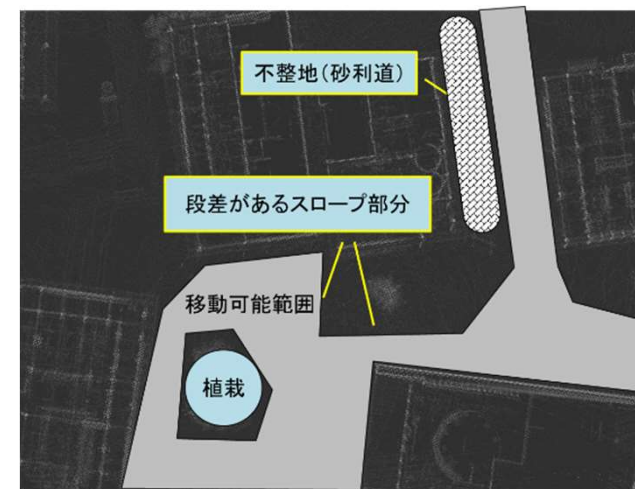 不整地（砂利道）
段差があるスロープ部分
移動可能範囲
植栽